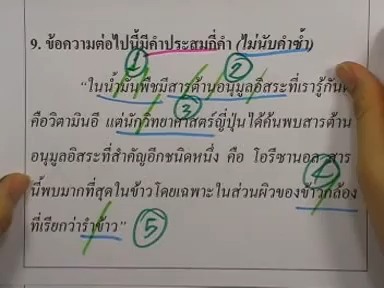 9. ข้อความต่อไปนี้มีคำประสมกี่คำ (ไม่นับคำซ้ำ)
① ②
"ในน้ำมันพืชมีสารต้านอนุมูลอิสระที่เรารู้กัน
③
คือวิตามินอี แต่นักวิทยาศาสตร์ญี่ปุ่นได้ค้นพบสารต้าน
อนุมูลอิสระที่สำคัญอีกชนิดหนึ่ง คือ โอรีซานอล สาร
④
นี้พบมากที่สุดในข้าวโดยเฉพาะในส่วนผิวของข้าวกล้อง
ที่เรียกว่ารำข้าว" ⑤